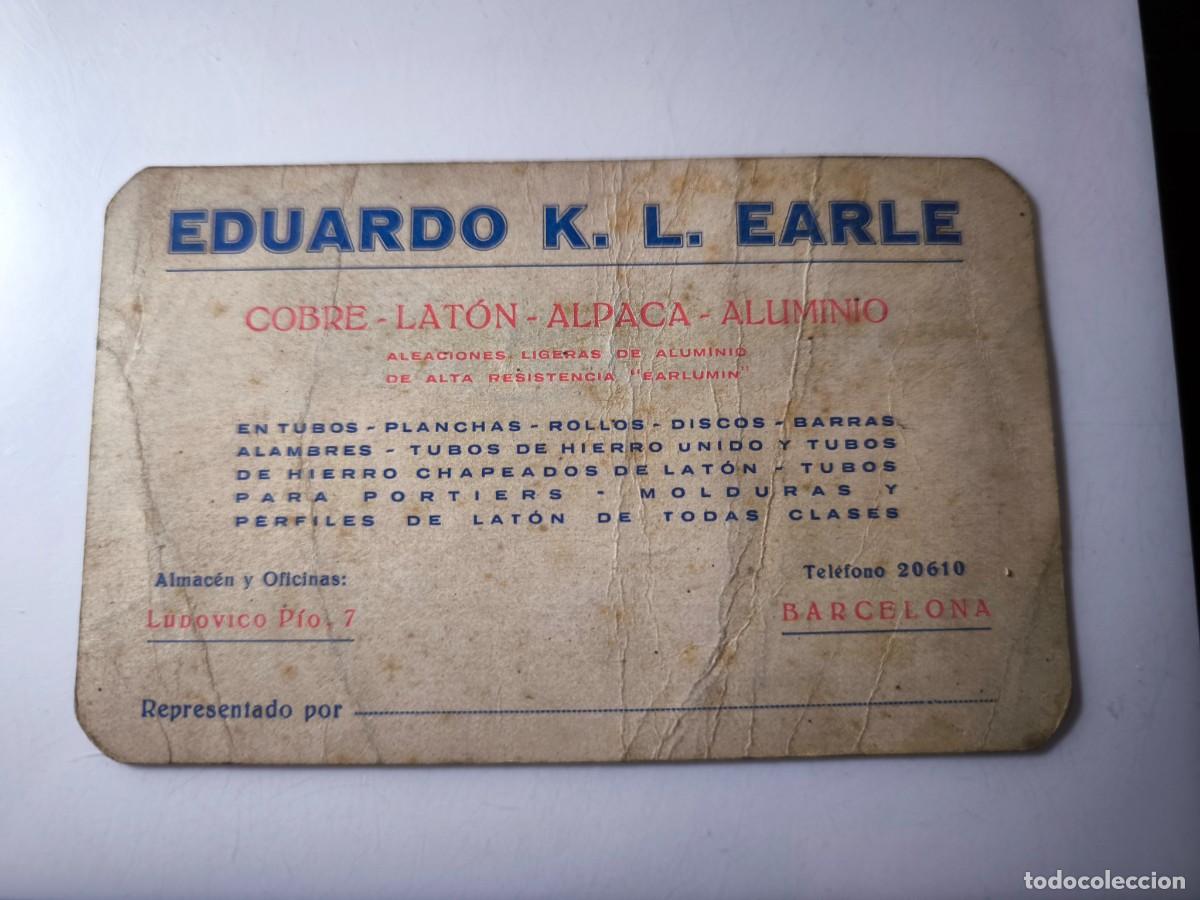 EDUARDO K. L. EARLE
COBRE - LATÓN - ALPACA - ALUMINIO
ALEACIONES LIGERAS DE ALUMINIO
DE ALTA RESISTENCIA "EARLUMIN"
EN TUBOS - PLANCHAS - ROLLOS - DISCOS - BARRAS
ALAMBRES - TUBOS DE HIERRO UNIDO Y TUBOS
DE HIERRO CHAPEADOS DE LATÓN - TUBOS
PARA PORTIERS - MOLDURAS Y
PERFILES DE LATÓN DE TODAS CLASES
Almacén y Oficinas:
LUDOVICO PÍO, 7
Teléfono 20610
BARCELONA
Representado por
todocoleccion